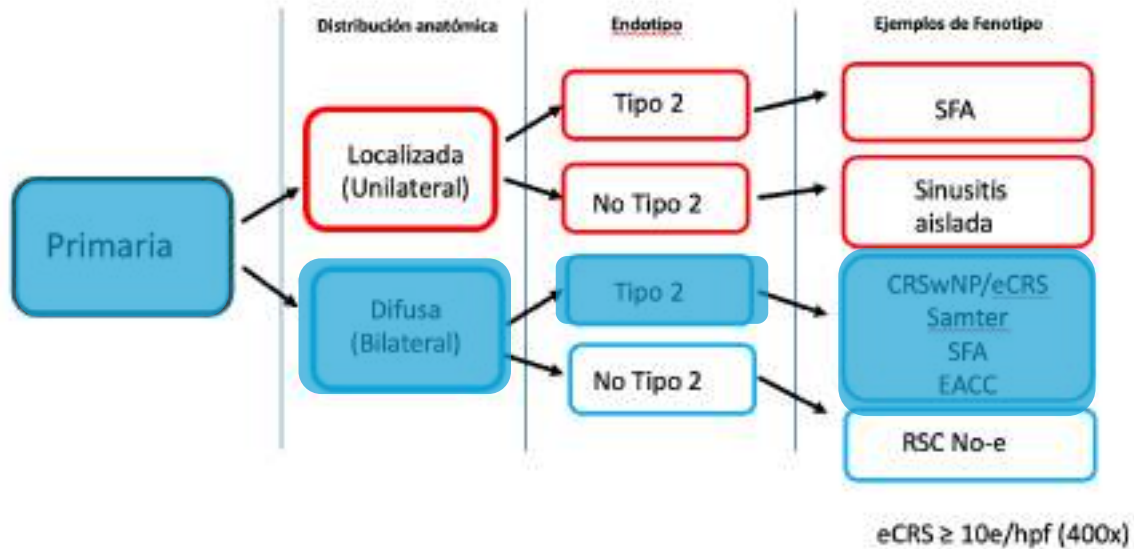 Distribución anatómica
Endotipo
Ejemplos de Fenotipo
Primaria
Localizada
(Unilateral)
Tipo 2
SFA
No Tipo 2
Sinusitis
aislada
Difusa
(Bilateral)
Tipo 2
CRSwNP/eCRS
Samter
SFA
EACC
No Tipo 2
RSC No-e
eCRS ≥ 10e/hpf (400x)